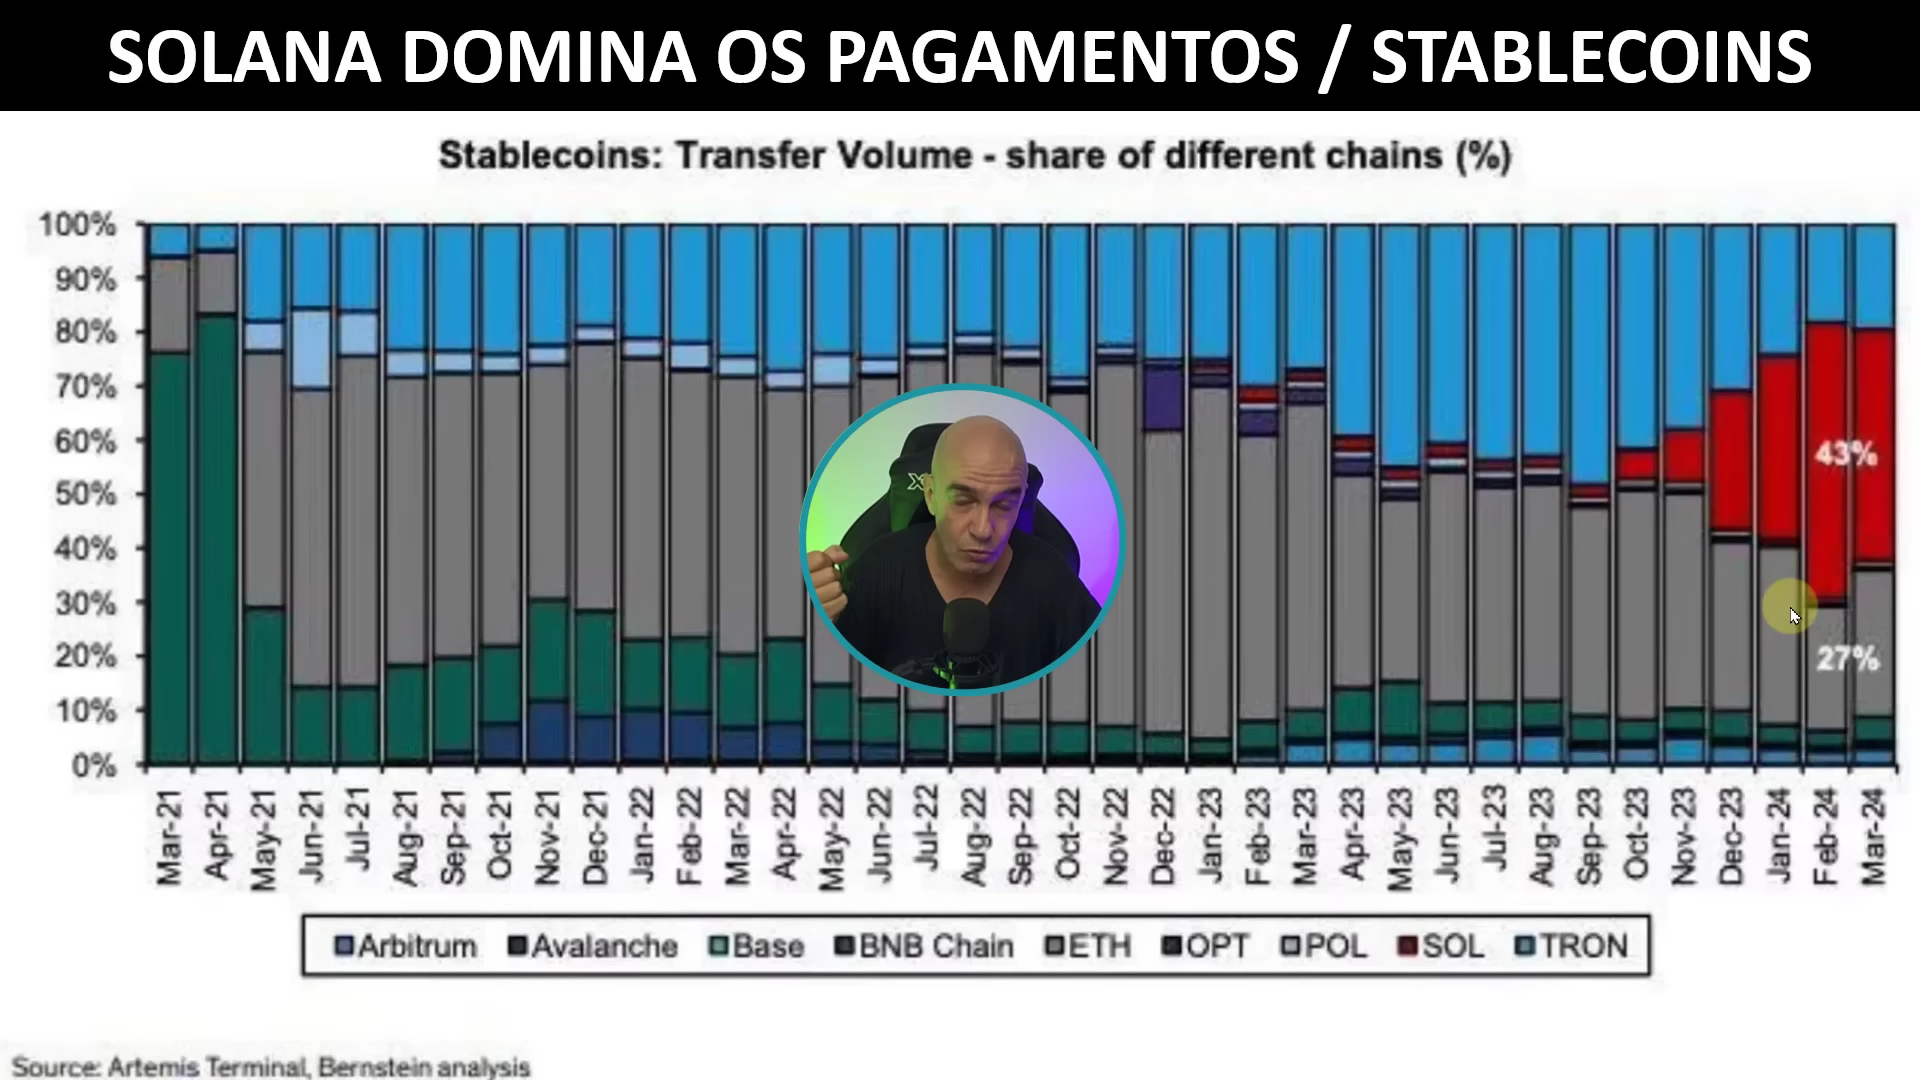 SOLANA DOMINA OS PAGAMENTOS / STABLECOINS
Stablecoins: Transfer Volume - share of different chains (%)
100%
90%
80%
70%
60%
50%
40%
30%
20%
10%
0%
43%
27%
Mar-21 Apr-21 May-21 Jun-21 Jul-21 Aug-21 Sep-21 Oct-21 Nov-21 Dec-21 Jan-22 Feb-22 Mar-22 Apr-22 May-22 Jun-22 Jul-22 Aug-22 Sep-22 Oct-22 Nov-22 Dec-22 Jan-23 Feb-23 Mar-23 Apr-23 May-23 Jun-23 Jul-23 Aug-23 Sep-23 Oct-23 Nov-23 Dec-23 Jan-24 Feb-24 Mar-24
Arbitrum Avalanche Base BNB Chain ETH OPT POL SOL TRON
Source: Artemis Terminal, Bernstein analysis